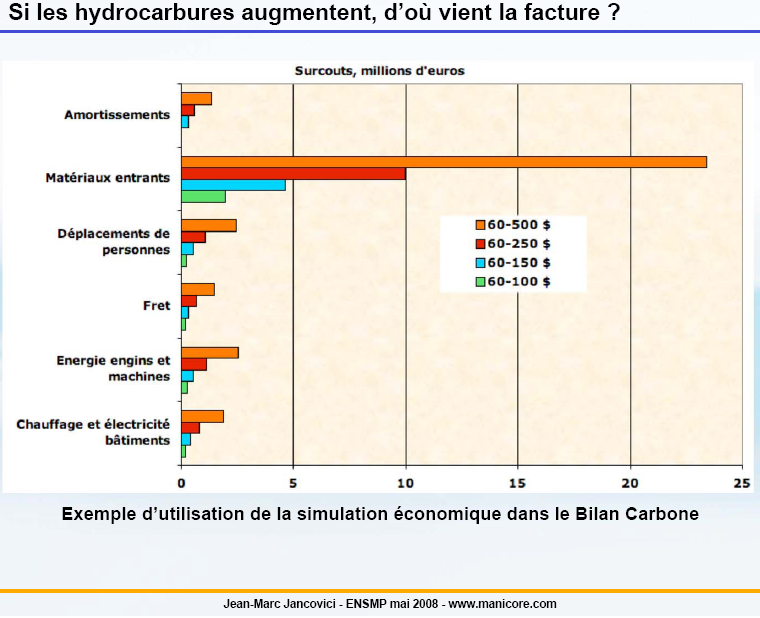 Si les hydrocarbures augmentent, d'où vient la facture ?
Surcouts, millions d'euros
Amortissements
Matériaux entrants
Déplacements de
personnes
Fret
Energie engins et
machines
Chauffage et électricité
bâtiments
60-500 $
60-250 $
60-150 $
60-100 $
0 5 10 15 20 25
Exemple d'utilisation de la simulation économique dans le Bilan Carbone
Jean-Marc Jancovici - ENSMP mai 2008 - www.manicore.com